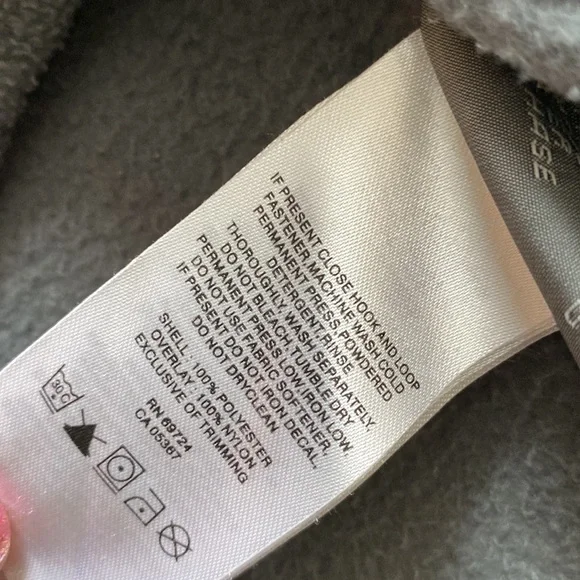 IF PRESENT CLOSE HOOK AND LOOP
FASTENER, MACHINE WASH COLD
PERMANENT PRESS, POWDERED
DETERGENT, RINSE
THOROUGHLY WASH SEPARATELY
DO NOT BLEACH TUMBLE DRY
PERMANENT PRESS LOW, IRON LOW,
DO NOT USE FABRIC SOFTENER,
IF PRESENT DO NOT IRON DECAL,
DO NOT DRYCLEAN
SHELL: 100% POLYESTER
OVERLAY: 100% NYLON
EXCLUSIVE OF TRIMMING
RN 69724
CA 05367
30C